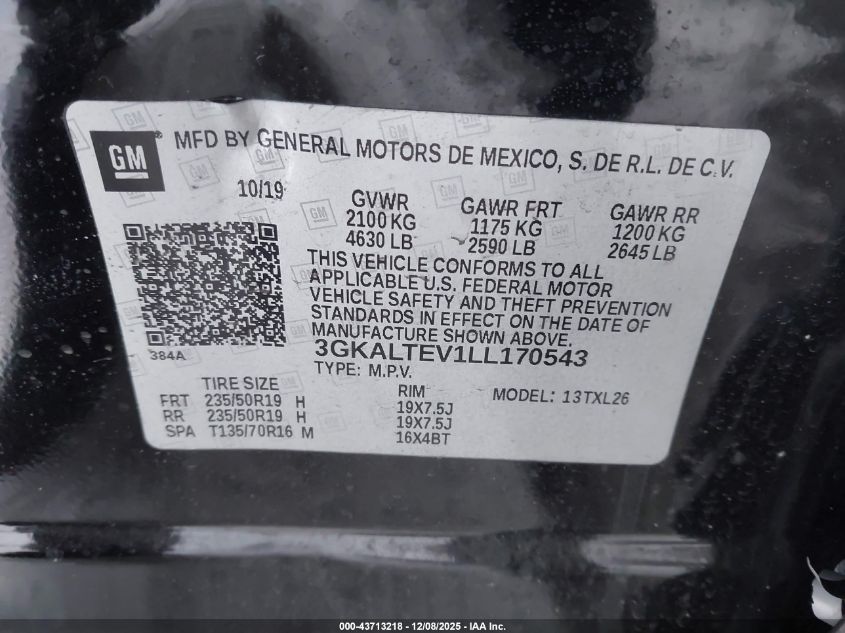 GM
MFD BY GENERAL MOTORS DE MEXICO, S. DE R.L. DE C.V.
10/19
GVWR GAWR FRT GAWR RR
2100 KG 1175 KG 1200 KG
4630 LB 2590 LB 2645 LB
THIS VEHICLE CONFORMS TO ALL
APPLICABLE U.S. FEDERAL MOTOR
VEHICLE SAFETY AND THEFT PREVENTION
STANDARDS IN EFFECT ON THE DATE OF
MANUFACTURE SHOWN ABOVE.
384A
3GKALTEV1LL170543
TYPE: M.P.V.
TIRE SIZE RIM MODEL: 13TXL26
FRT 235/50R19 H 19X7.5J
RR 235/50R19 H 19X7.5J
SPA T135/70R16 M 16X4BT
000-43713218 - 12/08/2025 - IAA Inc.